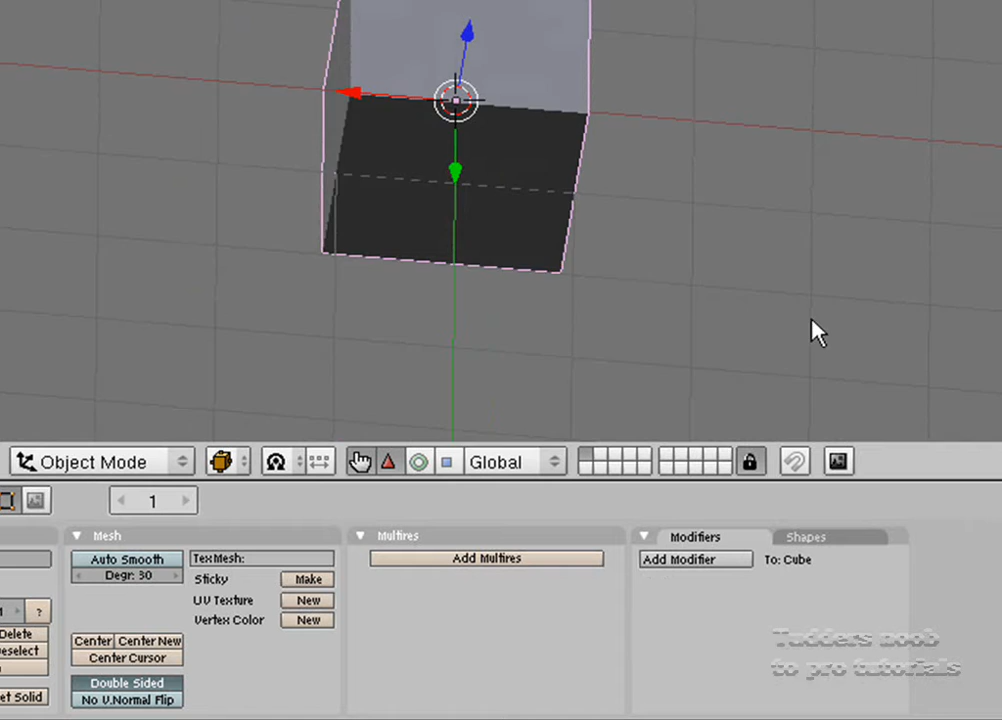 Object Mode
Global
1
Mesh
Multires
Modifiers
Shapes
Auto Smooth
TexMesh:
Add Multires
Add Modifier
To: Cube
Degr: 30
Sticky
Make
UV Texture
New
?
Vertex Color
New
Delete
Center
Center New
Center Cursor
Double Sided
et Solid
No V.Normal Flip
Tudders noob
to pro tutorials